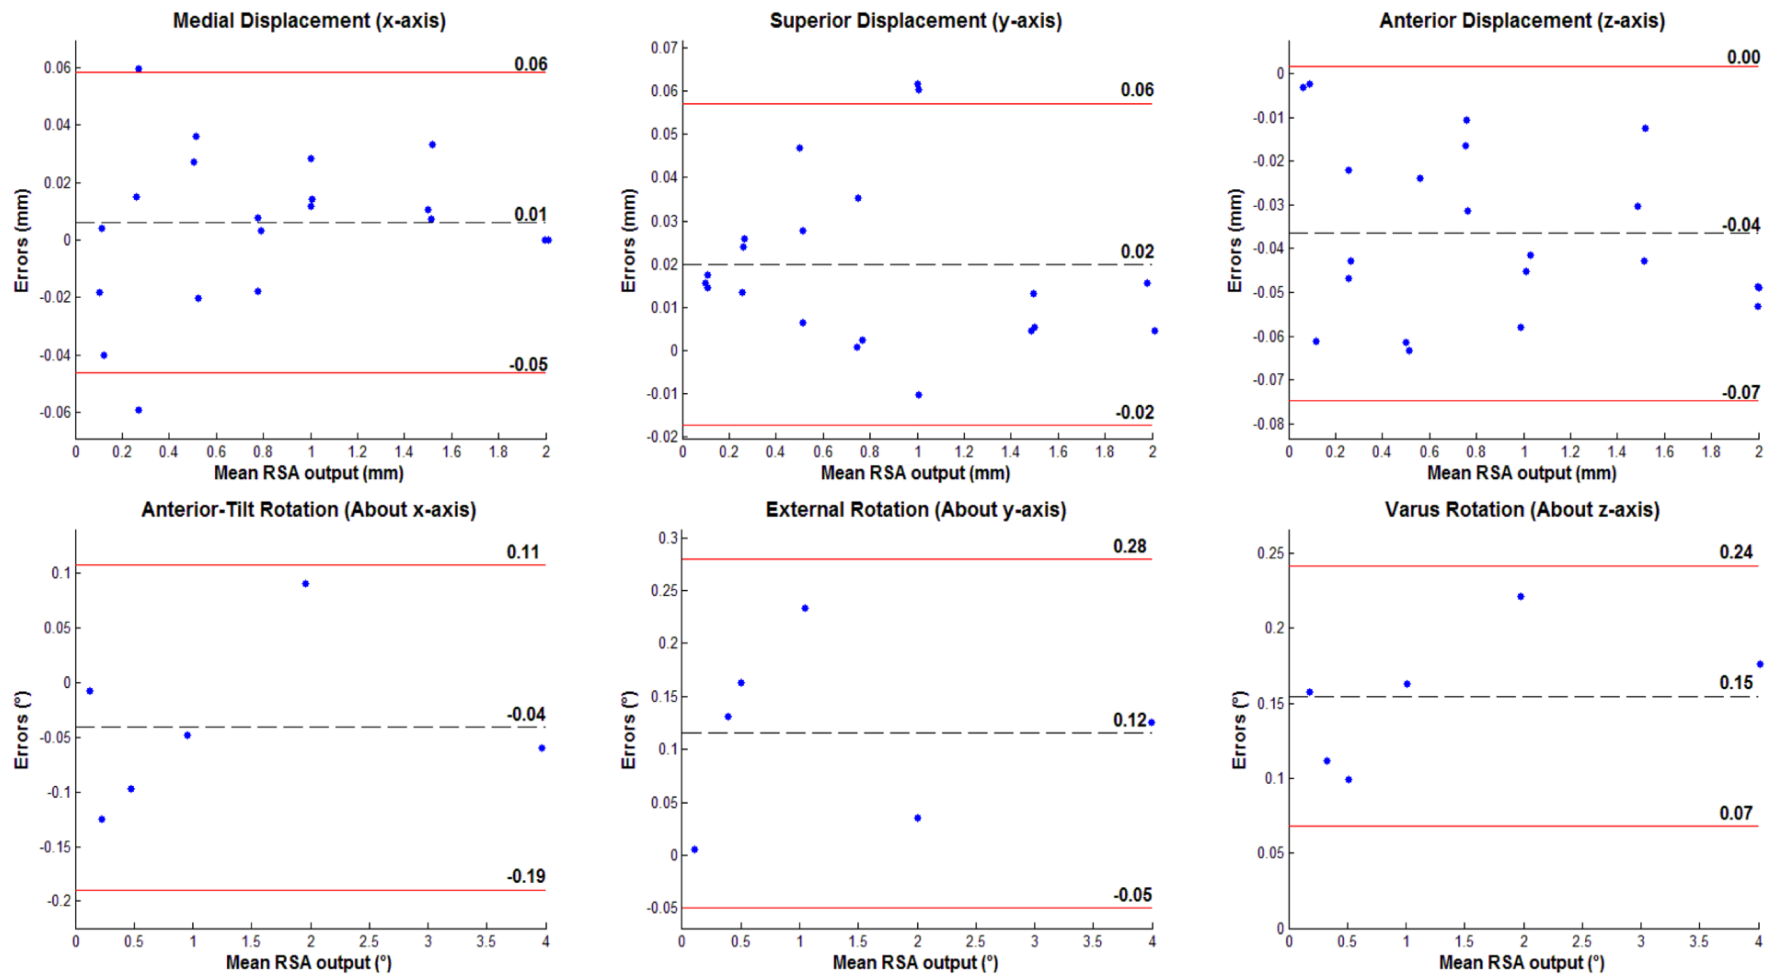 Medial Displacement (x-axis)
0.06
0.04
0.02
0
-0.02
-0.04
-0.06
Errors (mm)
0.06
0.01
-0.05
0 0.2 0.4 0.6 0.8 1 1.2 1.4 1.6 1.8 2
Mean RSA output (mm)
Superior Displacement (y-axis)
0.07
0.06
0.05
0.04
0.03
0.02
0.01
0
-0.01
-0.02
Errors (mm)
0.06
0.02
-0.02
0 0.2 0.4 0.6 0.8 1 1.2 1.4 1.6 1.8 2
Mean RSA output (mm)
Anterior Displacement (z-axis)
0
-0.01
-0.02
-0.03
-0.04
-0.05
-0.06
-0.07
-0.08
Errors (mm)
0.00
-0.04
-0.07
0 0.2 0.4 0.6 0.8 1 1.2 1.4 1.6 1.8 2
Mean RSA output (mm)
Anterior-Tilt Rotation (About x-axis)
0.1
0.05
0
-0.05
-0.1
-0.15
-0.2
Errors (°)
0.11
-0.04
-0.19
0 0.5 1 1.5 2 2.5 3 3.5 4
Mean RSA output (°)
External Rotation (About y-axis)
0.3
0.25
0.2
0.15
0.1
0.05
0
-0.05
Errors (°)
0.28
0.12
-0.05
0 0.5 1 1.5 2 2.5 3 3.5 4
Mean RSA output (°)
Varus Rotation (About z-axis)
0.25
0.2
0.15
0.1
0.05
0
Errors (°)
0.24
0.15
0.07
0 0.5 1 1.5 2 2.5 3 3.5 4
Mean RSA output (°)